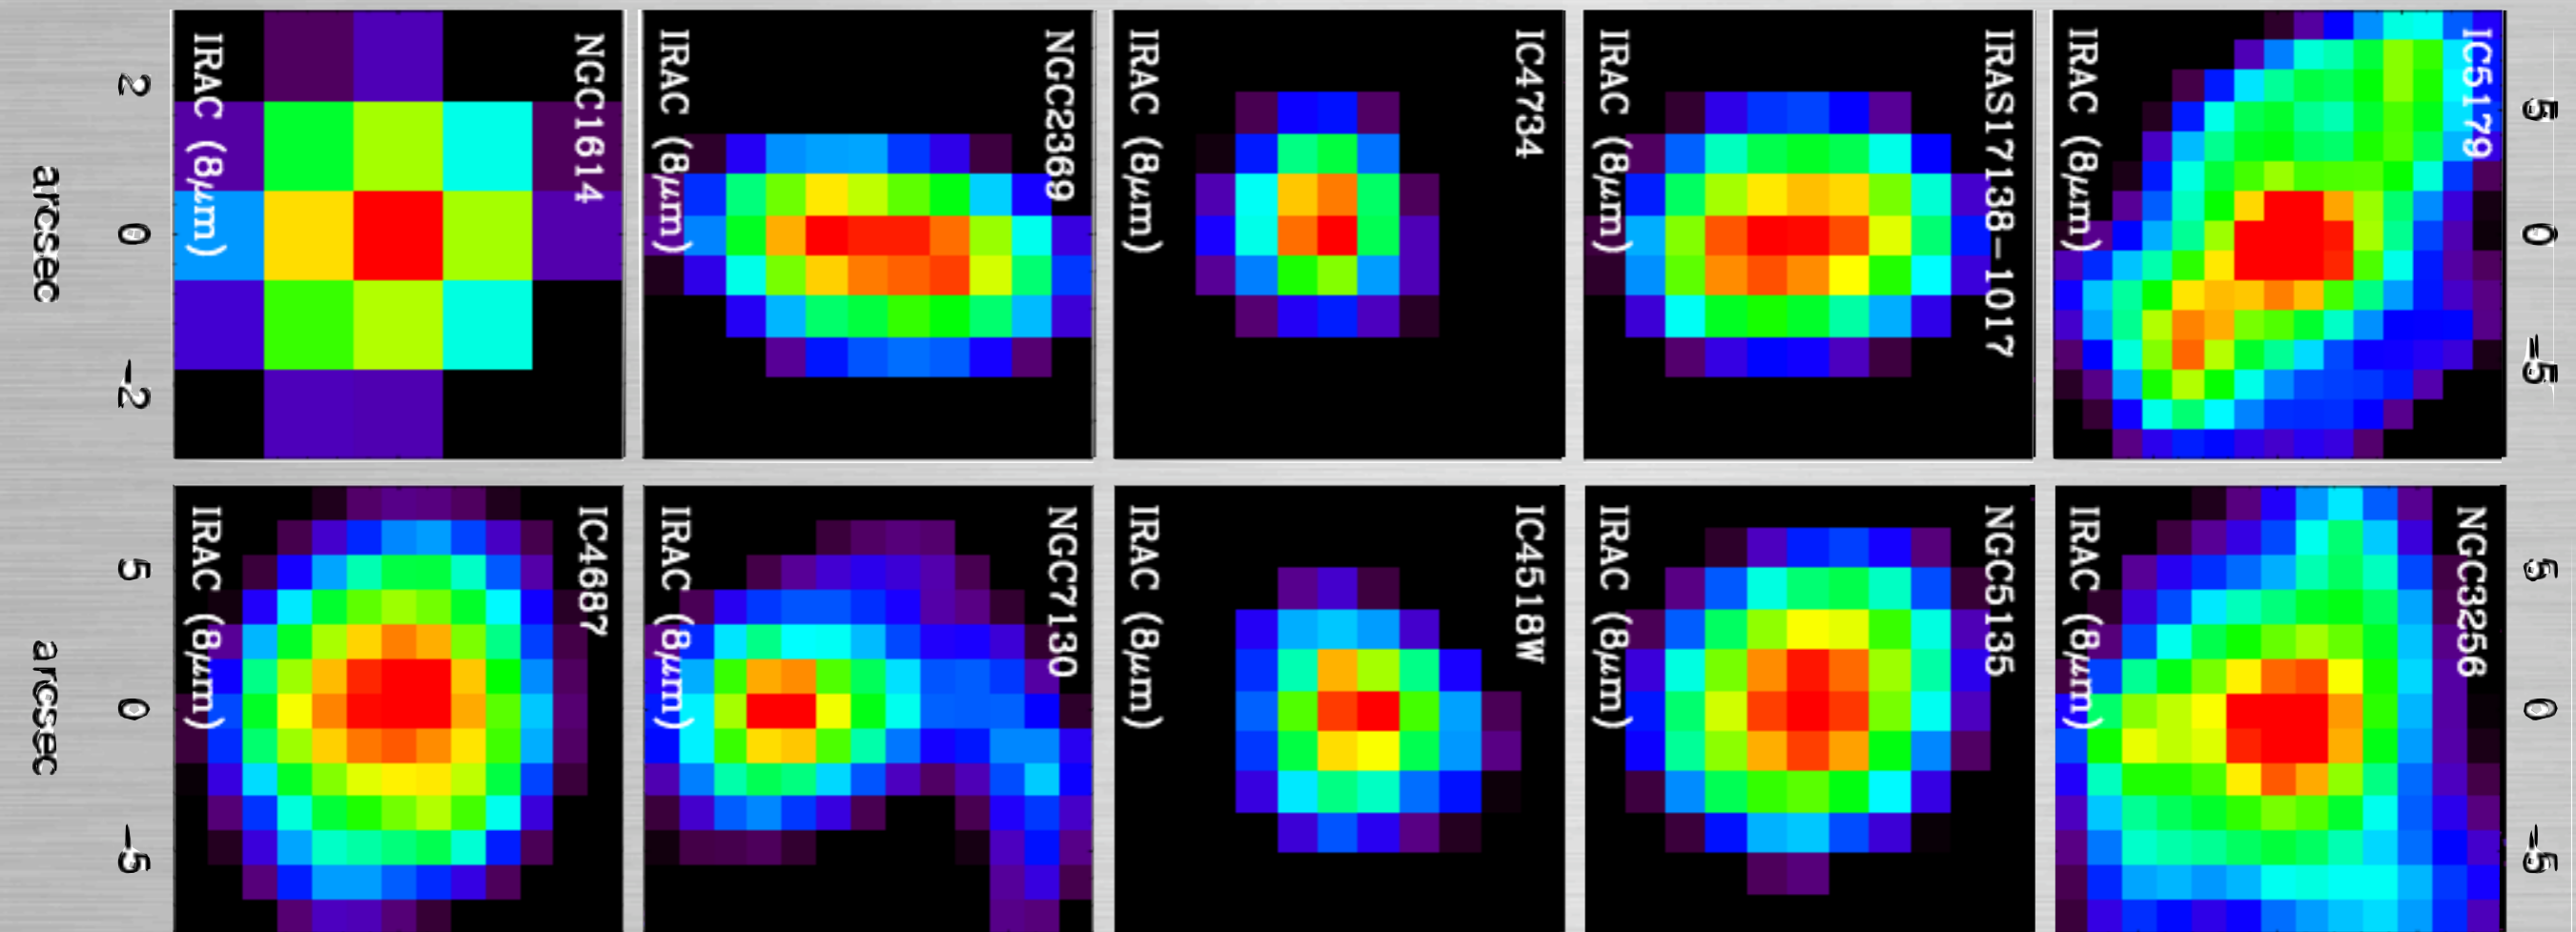 5 0 -5
5 0 -5
IC5179
IRAC (8μm)
NGC3256
IRAC (8μm)
IRAS17138-1017
IRAC (8μm)
NGC5135
IRAC (8μm)
IC4734
IRAC (8μm)
IC4518W
IRAC (8μm)
NGC2369
IRAC (8μm)
NGC7130
IRAC (8μm)
NGC1614
IRAC (8μm)
IC4687
IRAC (8μm)
2 0 -2
5 0 -5
arcsec
arcsec